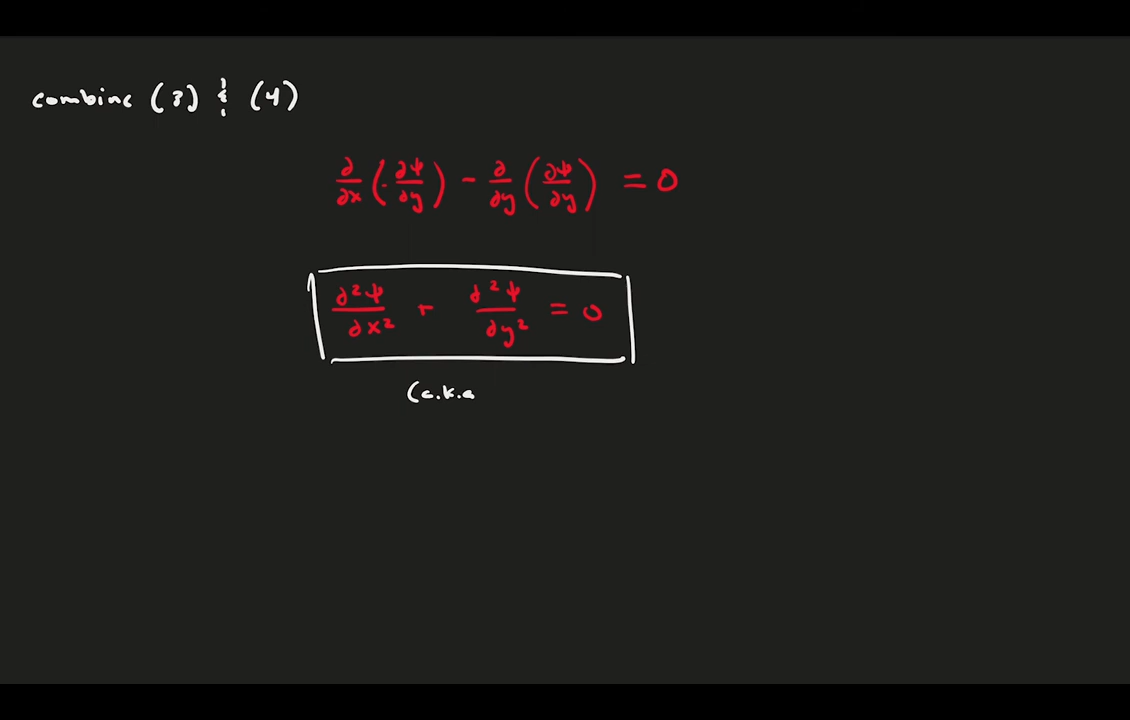 combine (3) & (4)
∂/∂x (-∂ψ/∂y) - ∂/∂y (∂ψ/∂y) = 0
∂²ψ/∂x² + ∂²ψ/∂y² = 0
(a.k.a